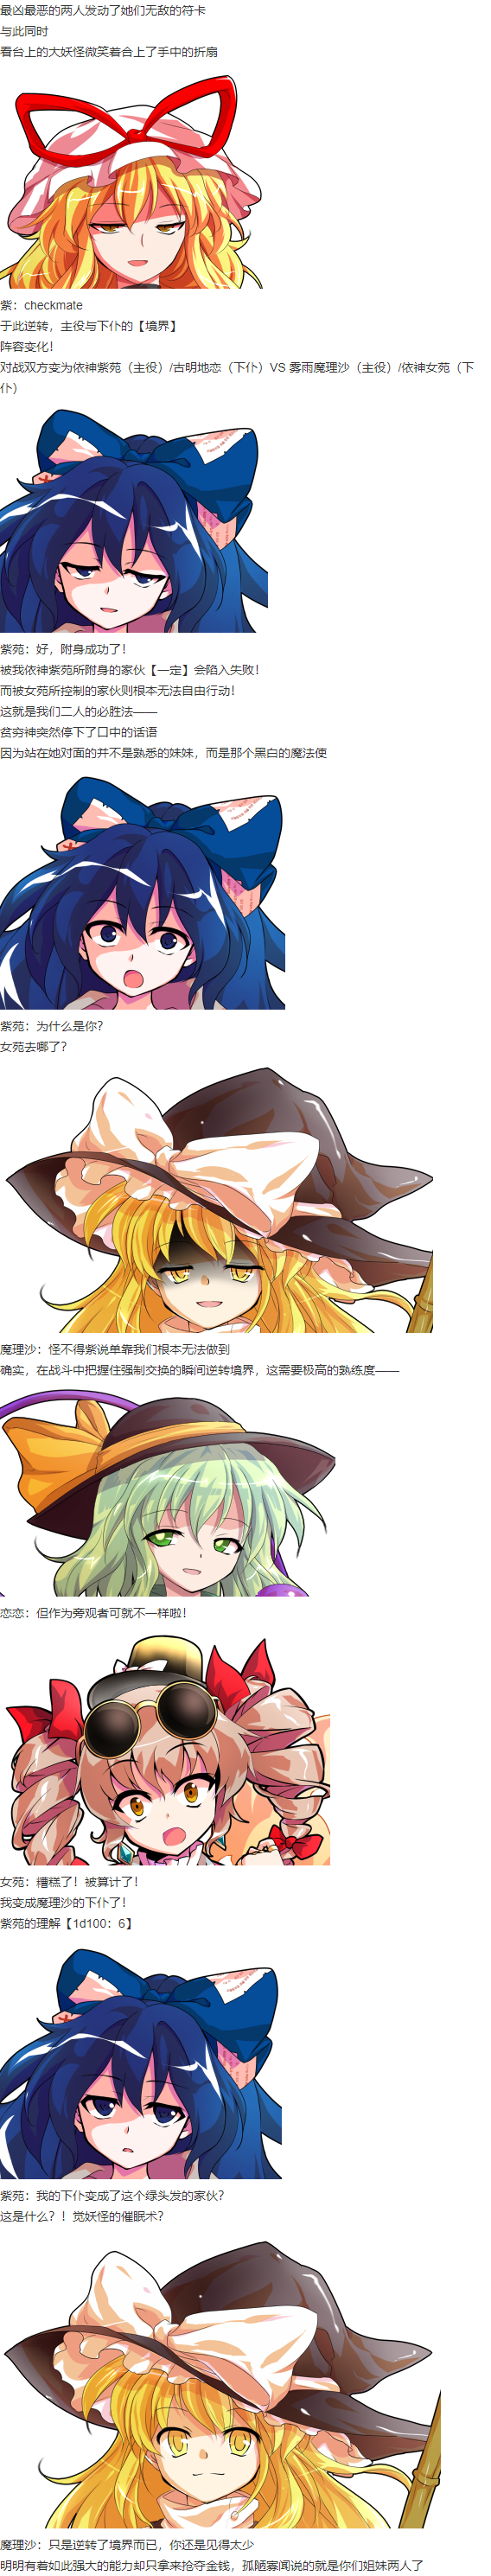 最凶最恶的两人发动了她们无敌的符卡
与此同时
看台上的大妖怪微笑着合上了手中的折扇
紫：checkmate
于此逆转，主役与下仆的【境界】
阵容变化！
对战双方变为依神紫苑（主役）/古明地恋（下仆）VS 雾雨魔理沙（主役）/依神女苑（下
仆）
紫苑：好，附身成功了！
被我依神紫苑所附身的家伙【一定】会陷入失败！
而被女苑所控制的家伙则根本无法自由行动！
这就是我们二人的必胜法——
贫穷神突然停下了口中的话语
因为站在她对面的并不是熟悉的妹妹，而是那个黑白的魔法使
紫苑：为什么是你？
女苑去哪了？
魔理沙：怪不得紫说单靠我们根本无法做到
确实，在战斗中把握住强制交换的瞬间逆转境界，这需要极高的熟练度——
恋恋：但作为旁观者可就不一样啦！
女苑：糟糕了！被算计了！
我变成魔理沙的下仆了！
紫苑的理解【1d100：6】
紫苑：我的下仆变成了这个绿头发的家伙？
这是什么？！觉妖怪的催眠术？
魔理沙：只是逆转了境界而已，你还是见得太少
明明有着如此强大的能力却只拿来抢夺金钱，孤陋寡闻说的就是你们姐妹两人了